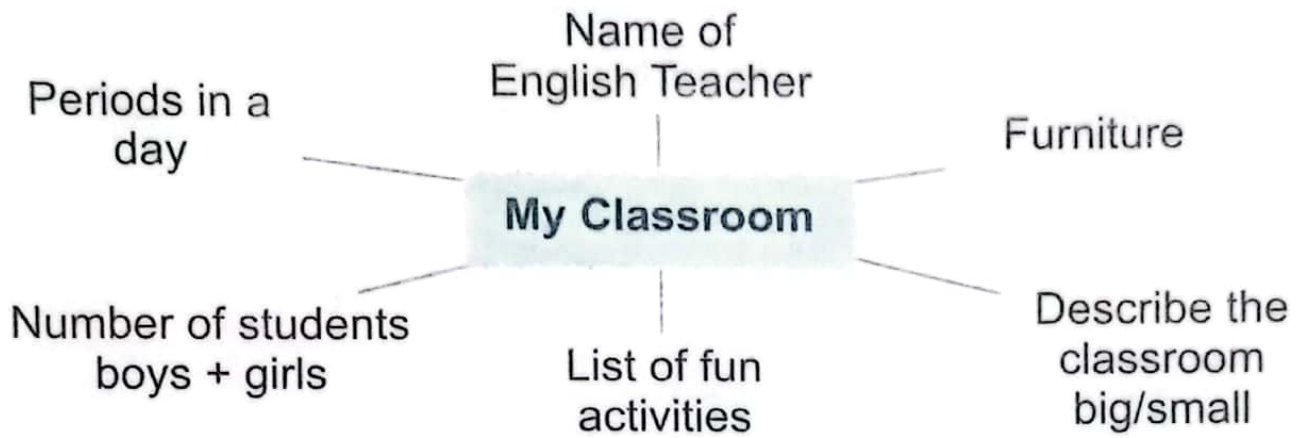 Name of
English Teacher
Periods in a
day
Furniture
My Classroom
Number of students
boys + girls
List of fun
activities
Describe the
classroom
big/small